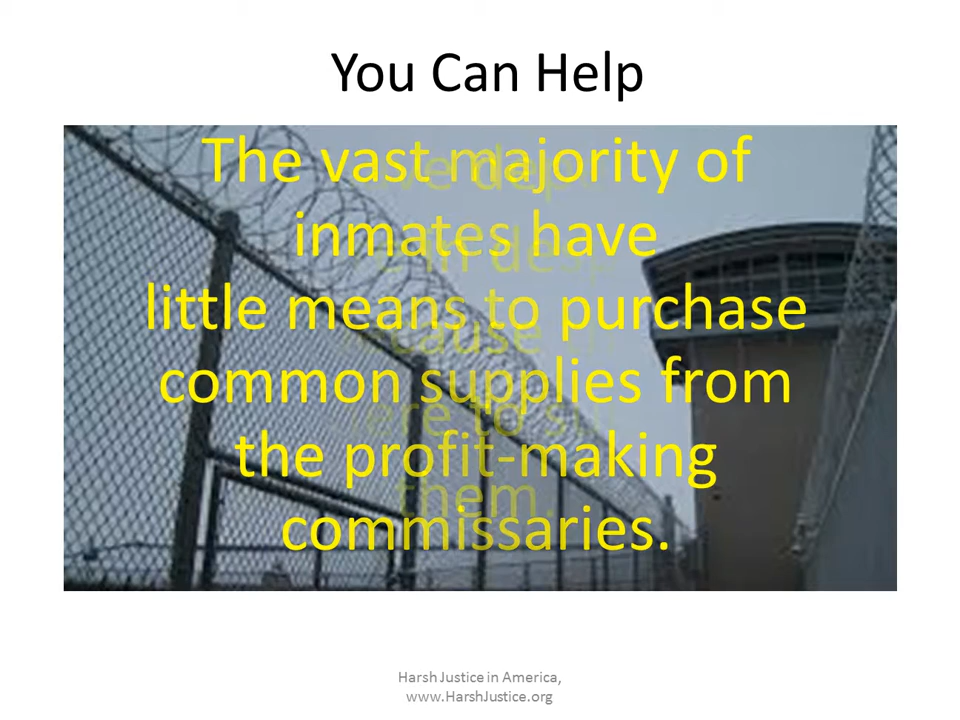 You Can Help
The vast majority of
inmates have
little means to purchase
common supplies from
the profit-making
commissaries.
them.
Harsh Justice in America,
www.HarshJustice.org